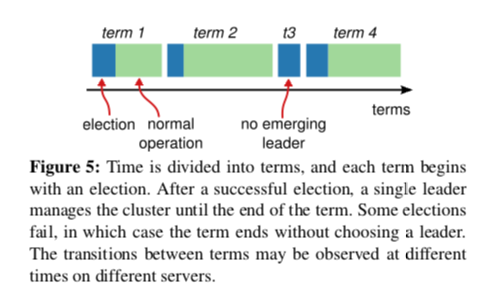 term 1 term 2 t3 term 4
terms
election normal operation no emerging leader
Figure 5: Time is divided into terms, and each term begins
with an election. After a successful election, a single leader
manages the cluster until the end of the term. Some elections
fail, in which case the term ends without choosing a leader.
The transitions between terms may be observed at different
times on different servers.